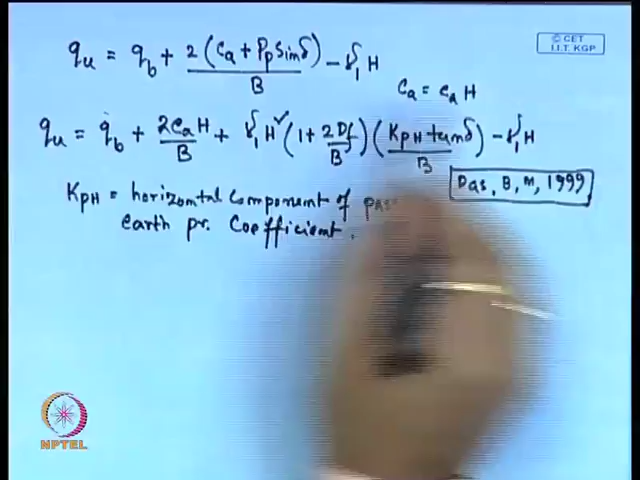 © CET
I.I.T. KGP
qu = qb + 2(Ca + Pp Sinδ)/B - γ1 H
Ca = ca H
qu = qb + 2caH/B + γ1 H² (1 + 2Df/B) (KpH tanδ)/B - γ1 H
Das, B, M, 1999
KpH = horizontal component of
earth pr. Coefficient.
NPTEL